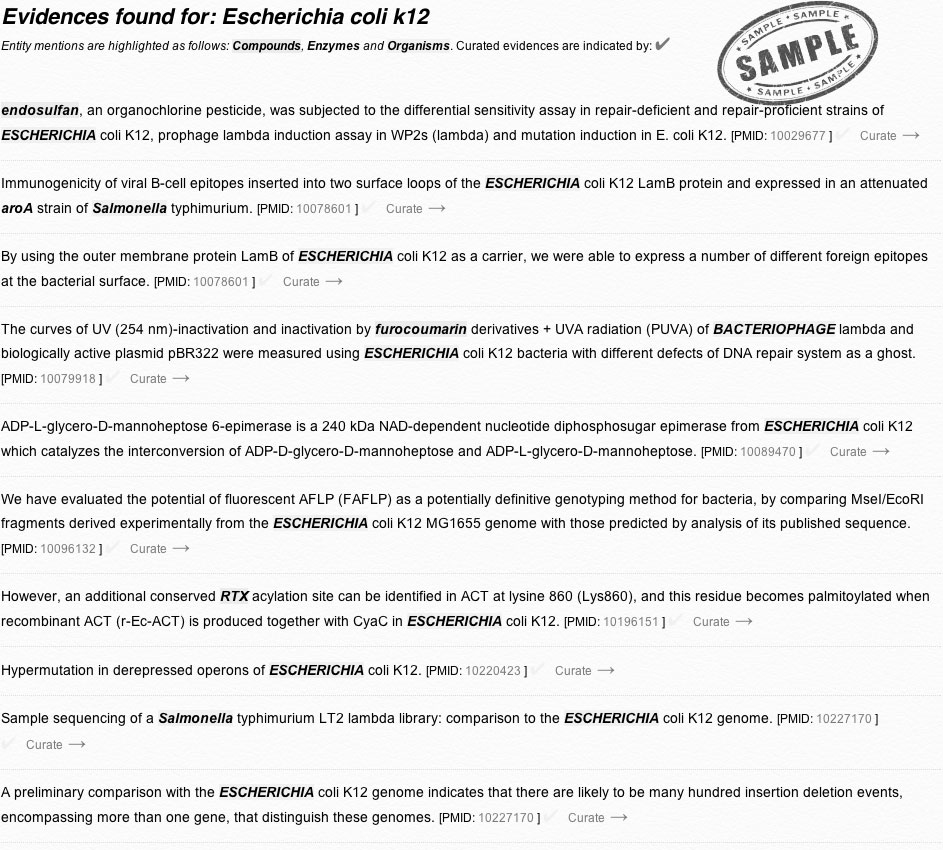 Evidences found for: Escherichia coli k12
Entity mentions are highlighted as follows: Compounds, Enzymes and Organisms. Curated evidences are indicated by: ✔
SAMPLE • SAMPLE
SAMPLE
SAMPLE • SAMPLE
endosulfan, an organochlorine pesticide, was subjected to the differential sensitivity assay in repair-deficient and repair-proficient strains of
ESCHERICHIA coli K12, prophage lambda induction assay in WP2s (lambda) and mutation induction in E. coli K12. [PMID: 10029677 ] ✔ Curate →
Immunogenicity of viral B-cell epitopes inserted into two surface loops of the ESCHERICHIA coli K12 LamB protein and expressed in an attenuated
aroA strain of Salmonella typhimurium. [PMID: 10078601 ] ✔ Curate →
By using the outer membrane protein LamB of ESCHERICHIA coli K12 as a carrier, we were able to express a number of different foreign epitopes
at the bacterial surface. [PMID: 10078601 ] ✔ Curate →
The curves of UV (254 nm)-inactivation and inactivation by furocoumarin derivatives + UVA radiation (PUVA) of BACTERIOPHAGE lambda and
biologically active plasmid pBR322 were measured using ESCHERICHIA coli K12 bacteria with different defects of DNA repair system as a ghost.
[PMID: 10079918 ] ✔ Curate →
ADP-L-glycero-D-mannoheptose 6-epimerase is a 240 kDa NAD-dependent nucleotide diphosphosugar epimerase from ESCHERICHIA coli K12
which catalyzes the interconversion of ADP-D-glycero-D-mannoheptose and ADP-L-glycero-D-mannoheptose. [PMID: 10089470 ] ✔ Curate →
We have evaluated the potential of fluorescent AFLP (FAFLP) as a potentially definitive genotyping method for bacteria, by comparing MseI/EcoRI
fragments derived experimentally from the ESCHERICHIA coli K12 MG1655 genome with those predicted by analysis of its published sequence.
[PMID: 10096132 ] ✔ Curate →
However, an additional conserved RTX acylation site can be identified in ACT at lysine 860 (Lys860), and this residue becomes palmitoylated when
recombinant ACT (r-Ec-ACT) is produced together with CyaC in ESCHERICHIA coli K12. [PMID: 10196151 ] ✔ Curate →
Hypermutation in derepressed operons of ESCHERICHIA coli K12. [PMID: 10220423 ] ✔ Curate →
Sample sequencing of a Salmonella typhimurium LT2 lambda library: comparison to the ESCHERICHIA coli K12 genome. [PMID: 10227170 ]
✔ Curate →
A preliminary comparison with the ESCHERICHIA coli K12 genome indicates that there are likely to be many hundred insertion deletion events,
encompassing more than one gene, that distinguish these genomes. [PMID: 10227170 ] ✔ Curate →